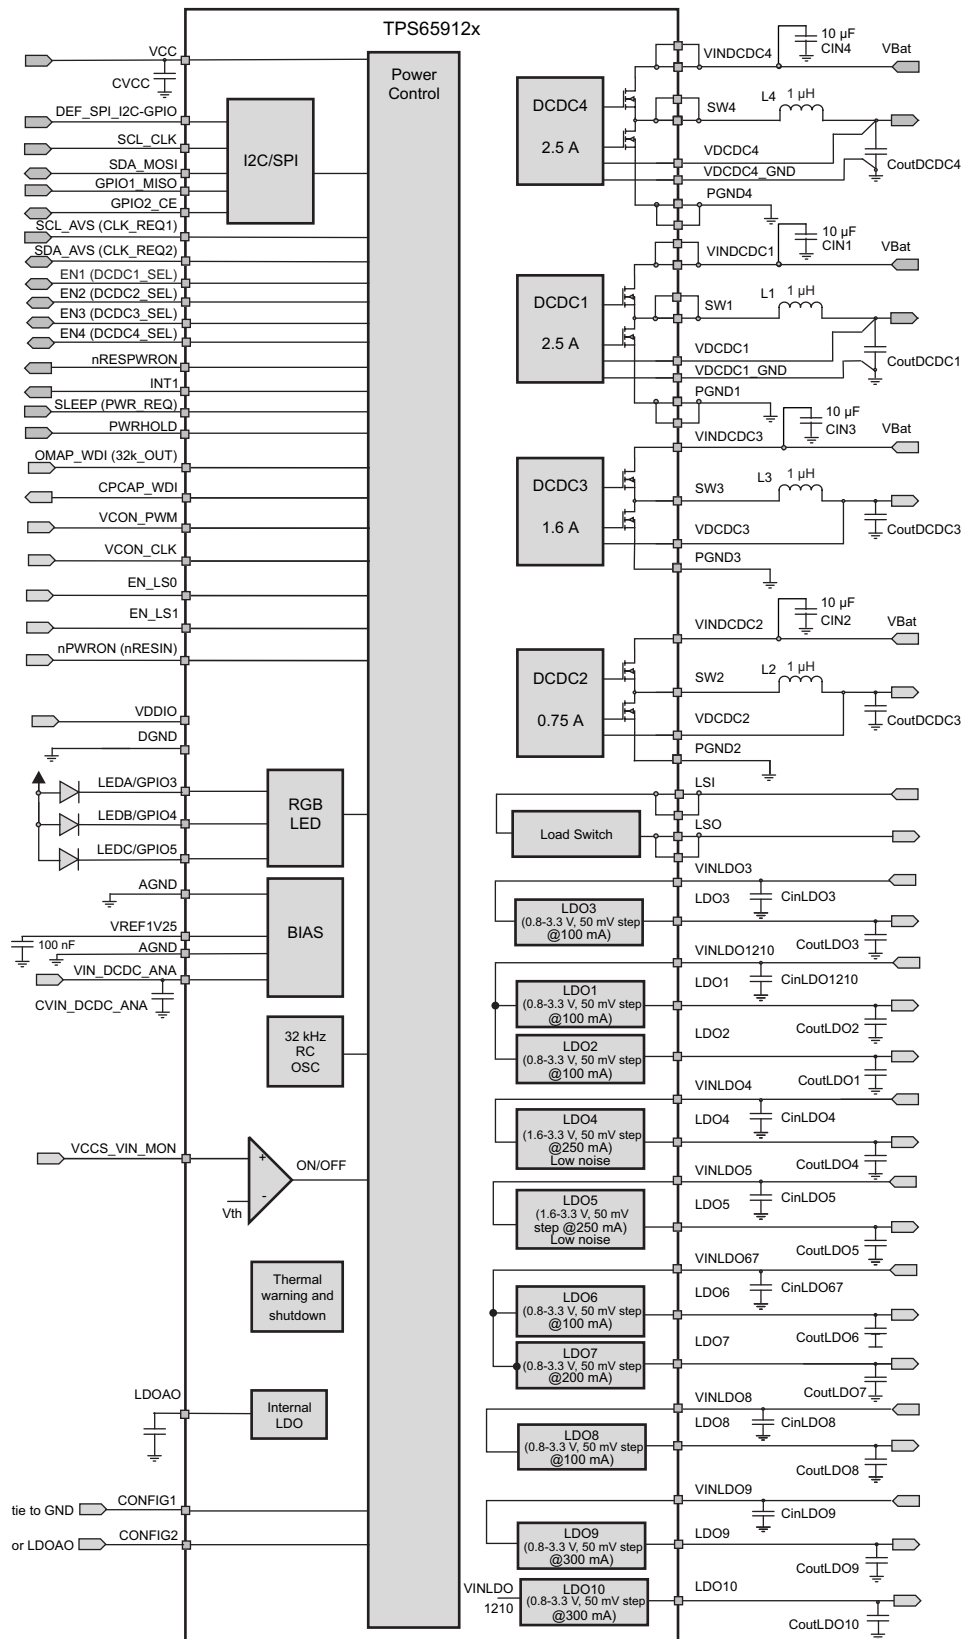 TPS65912x
VCC
CVCC
DEF_SPI_I2C-GPIO
SCL_CLK
SDA_MOSI
GPIO1_MISO
GPIO2_CE
SCL_AVS (CLK_REQ1)
SDA_AVS (CLK_REQ2)
EN1 (DCDC1_SEL)
EN2 (DCDC2_SEL)
EN3 (DCDC3_SEL)
EN4 (DCDC4_SEL)
nRESPWRON
INT1
SLEEP (PWR_REQ)
PWRHOLD
OMAP_WDI (32k_OUT)
CPCAP_WDI
VCON_PWM
VCON_CLK
EN_LS0
EN_LS1
nPWRON (nRESIN)
VDDIO
DGND
LEDA/GPIO3
LEDB/GPIO4
LEDC/GPIO5
AGND
VREF1V25
100 nF
AGND
VIN_DCDC_ANA
CVIN_DCDC_ANA
VCCS_VIN_MON
LDOAO
tie to GND
CONFIG1
or LDOAO
CONFIG2
I2C/SPI
RGB
LED
BIAS
32 kHz
RC
OSC
+
-
Vth
ON/OFF
Thermal
warning and
shutdown
Internal
LDO
Power
Control
DCDC4
2.5 A
VINDCDC4
10 µF
CIN4
VBat
SW4
L4
1 µH
VDCDC4
VDCDC4_GND
CoutDCDC4
PGND4
DCDC1
2.5 A
VINDCDC1
10 µF
CIN1
VBat
SW1
L1
1 µH
VDCDC1
VDCDC1_GND
CoutDCDC1
PGND1
DCDC3
1.6 A
VINDCDC3
10 µF
CIN3
VBat
SW3
L3
1 µH
VDCDC3
CoutDCDC3
PGND3
DCDC2
0.75 A
VINDCDC2
10 µF
CIN2
VBat
SW2
L2
1 µH
VDCDC2
CoutDCDC3
PGND2
LSI
Load Switch
LSO
VINLDO3
CinLDO3
LDO3
LDO3
(0.8-3.3 V, 50 mV step
@100 mA)
CoutLDO3
VINLDO1210
CinLDO1210
LDO1
LDO1
(0.8-3.3 V, 50 mV step
@100 mA)
CoutLDO2
LDO2
LDO2
(0.8-3.3 V, 50 mV step
@100 mA)
CoutLDO1
VINLDO4
CinLDO4
LDO4
LDO4
(1.6-3.3 V, 50 mV step
@250 mA)
Low noise
CoutLDO4
VINLDO5
CinLDO5
LDO5
LDO5
(1.6-3.3 V, 50 mV
step @250 mA)
Low noise
CoutLDO5
VINLDO67
CinLDO67
LDO6
LDO6
(0.8-3.3 V, 50 mV step
@100 mA)
CoutLDO6
LDO7
LDO7
(0.8-3.3 V, 50 mV step
@200 mA)
CoutLDO7
VINLDO8
CinLDO8
LDO8
LDO8
(0.8-3.3 V, 50 mV step
@100 mA)
CoutLDO8
VINLDO9
CinLDO9
LDO9
LDO9
(0.8-3.3 V, 50 mV step
@300 mA)
CoutLDO9
VINLDO
1210
LDO10
(0.8-3.3 V, 50 mV step
@300 mA)
LDO10
CoutLDO10